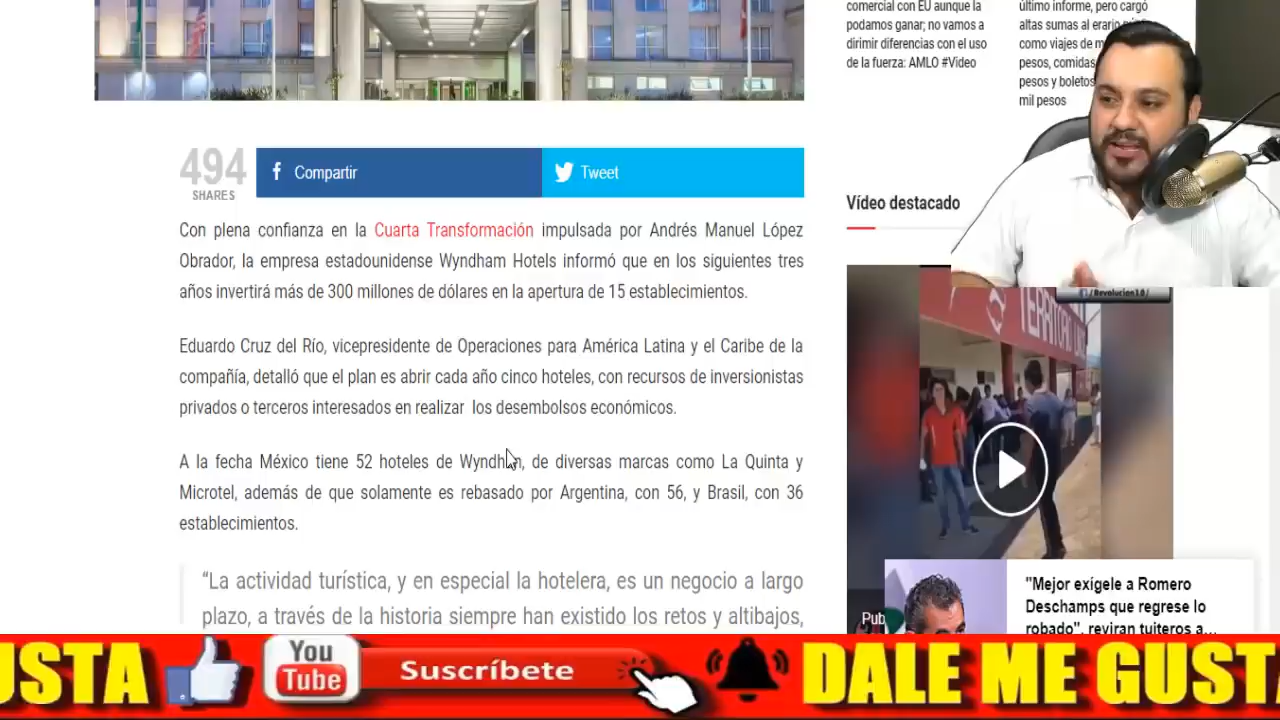 comercial con EU aunque la
podamos ganar; no vamos a
dirimir diferencias con el uso
de la fuerza: AMLO #Video
último informe, pero cargó
altas sumas al erario
como viajes de
pesos, comidas
pesos y boletos
mil pesos
494
SHARES
Compartir
Tweet
Con plena confianza en la Cuarta Transformación impulsada por Andrés Manuel López
Obrador, la empresa estadounidense Wyndham Hotels informó que en los siguientes tres
años invertirá más de 300 millones de dólares en la apertura de 15 establecimientos.
Eduardo Cruz del Río, vicepresidente de Operaciones para América Latina y el Caribe de la
compañía, detalló que el plan es abrir cada año cinco hoteles, con recursos de inversionistas
privados o terceros interesados en realizar los desembolsos económicos.
A la fecha México tiene 52 hoteles de Wyndham, de diversas marcas como La Quinta y
Microtel, además de que solamente es rebasado por Argentina, con 56, y Brasil, con 36
establecimientos.
“La actividad turística, y en especial la hotelera, es un negocio a largo
plazo, a través de la historia siempre han existido los retos y altibajos,
Vídeo destacado
/Revolucion10/
Pub
"Mejor exígele a Romero
Deschamps que regrese lo
robado", reviran tuiteros a...
USTA
You
Tube
Suscríbete
DALE ME GUSTA